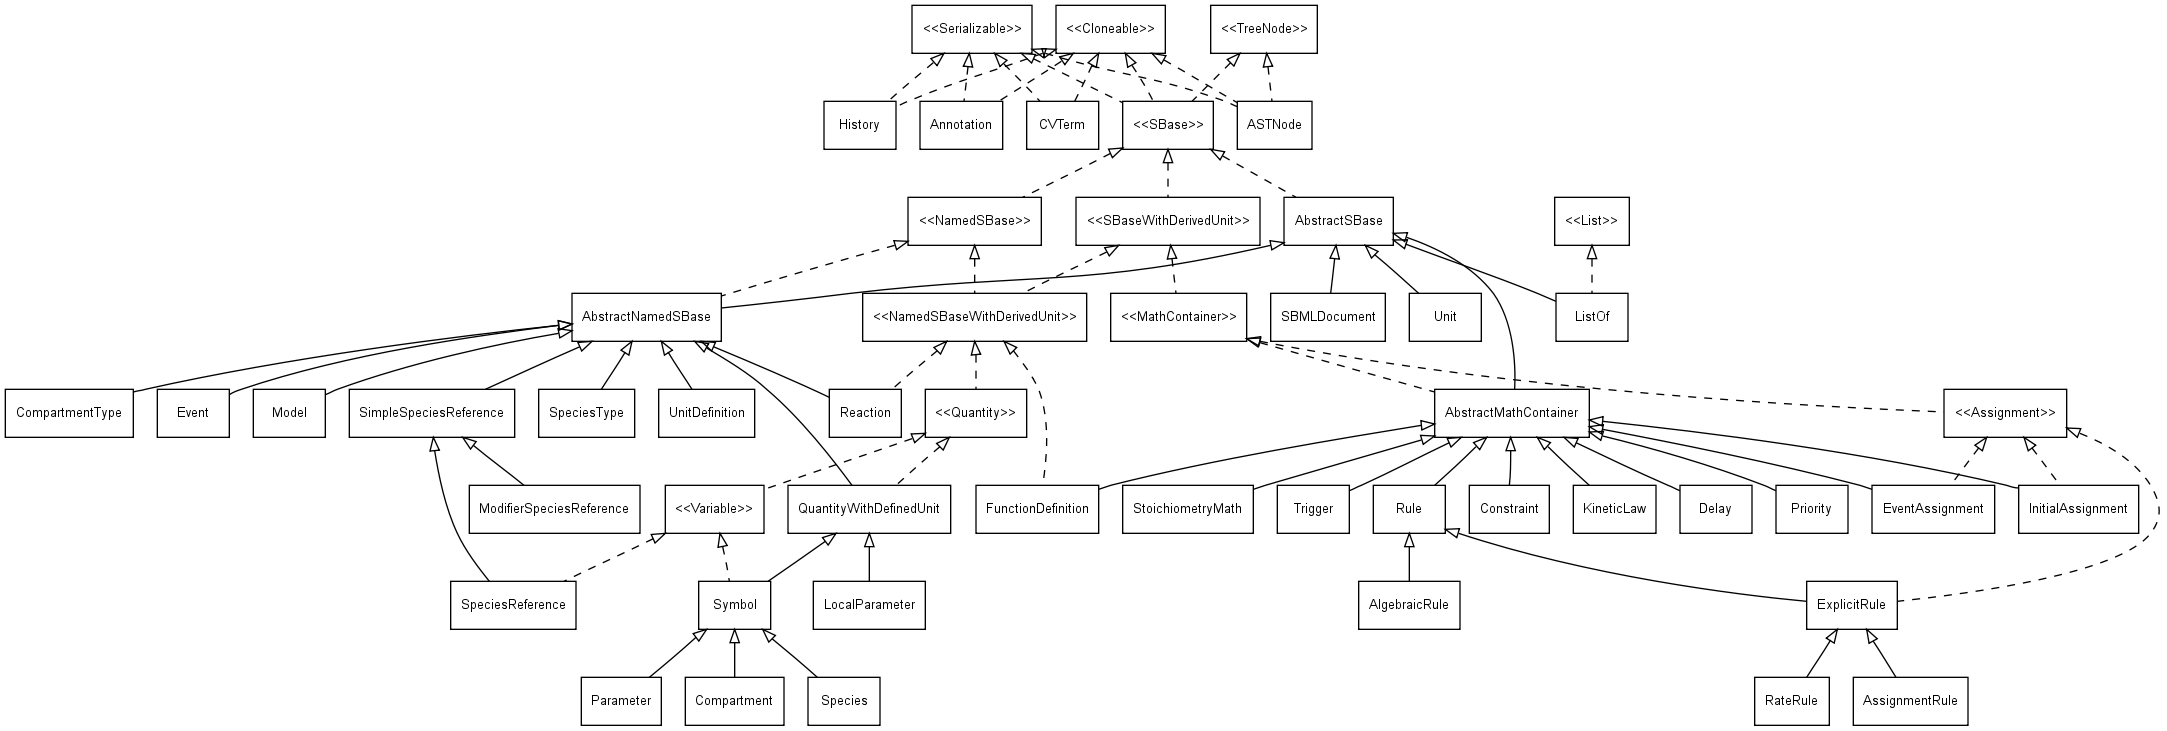 <<Serializable>>
<<Cloneable>>
<<TreeNode>>
History
Annotation
CVTerm
<<SBase>>
ASTNode
<<NamedSBase>>
<<SBaseWithDerivedUnit>>
AbstractSBase
<<List>>
AbstractNamedSBase
<<NamedSBaseWithDerivedUnit>>
<<MathContainer>>
SBMLDocument
Unit
ListOf
CompartmentType
Event
Model
SimpleSpeciesReference
SpeciesType
UnitDefinition
Reaction
<<Quantity>>
AbstractMathContainer
<<Assignment>>
ModifierSpeciesReference
<<Variable>>
QuantityWithDefinedUnit
FunctionDefinition
StoichiometryMath
Trigger
Rule
Constraint
KineticLaw
Delay
Priority
EventAssignment
InitialAssignment
SpeciesReference
Symbol
LocalParameter
AlgebraicRule
ExplicitRule
Parameter
Compartment
Species
RateRule
AssignmentRule